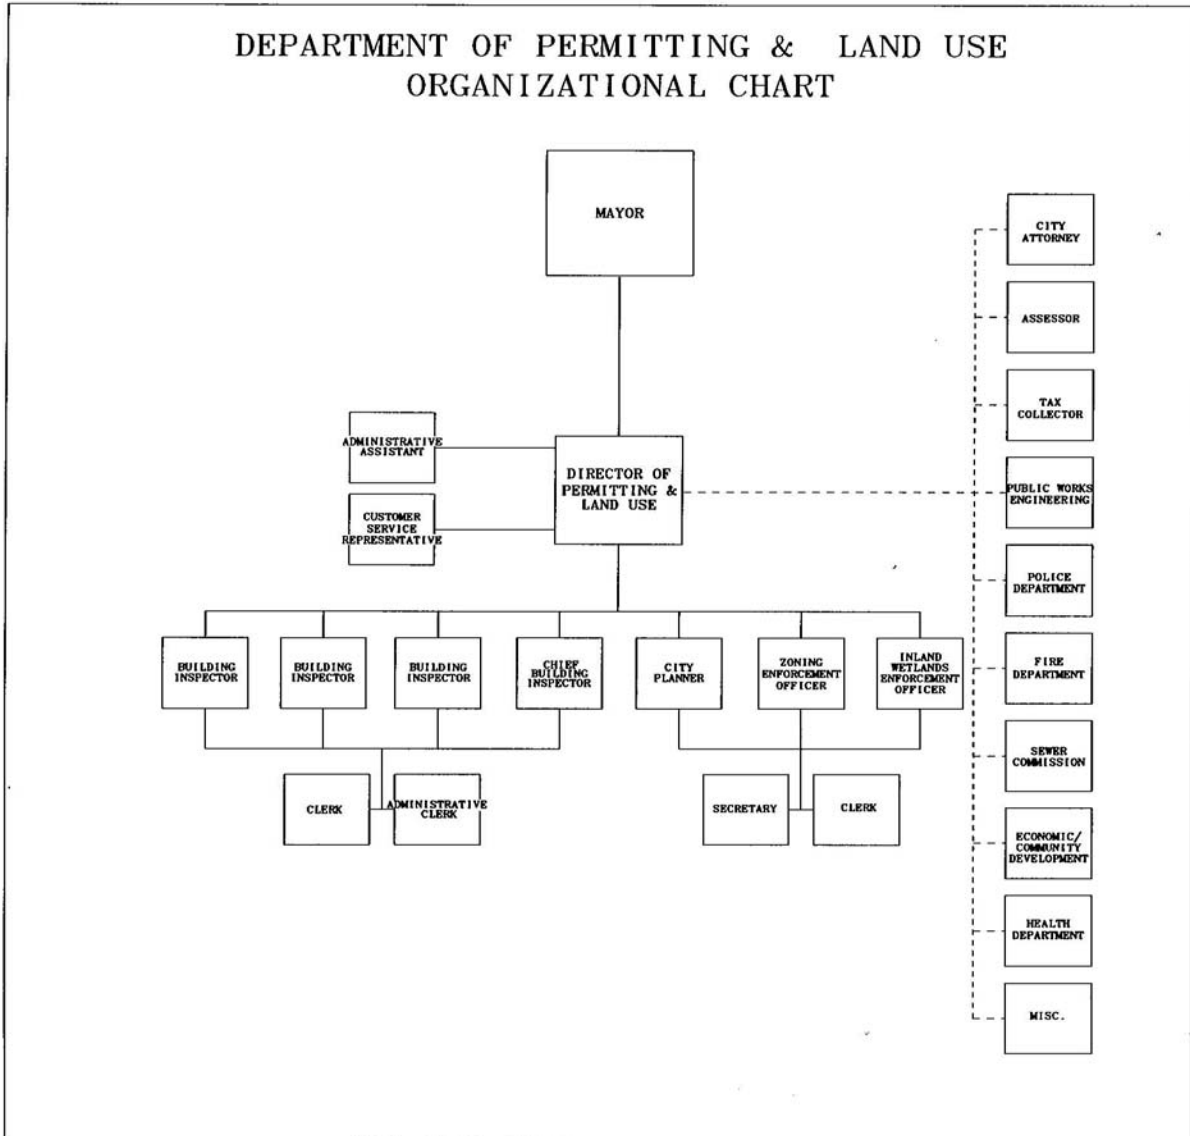 DEPARTMENT OF PERMITTING & LAND USE
ORGANIZATIONAL CHART
MAYOR
CITY
ATTORNEY
ASSESSOR
TAX
COLLECTOR
ADMINISTRATIVE
ASSISTANT
DIRECTOR OF
PERMITTING &
LAND USE
PUBLIC WORKS
ENGINEERING
CUSTOMER
SERVICE
REPRESENTATIVE
POLICE
DEPARTMENT
BUILDING
INSPECTOR
BUILDING
INSPECTOR
BUILDING
INSPECTOR
CHIEF
BUILDING
INSPECTOR
CITY
PLANNER
ZONING
ENFORCEMENT
OFFICER
INLAND
WETLANDS
ENFORCEMENT
OFFICER
FIRE
DEPARTMENT
SEWER
COMMISSION
CLERK
ADMINISTRATIVE
CLERK
SECRETARY
CLERK
ECONOMIC/
COMMUNITY
DEVELOPMENT
HEALTH
DEPARTMENT
MISC.